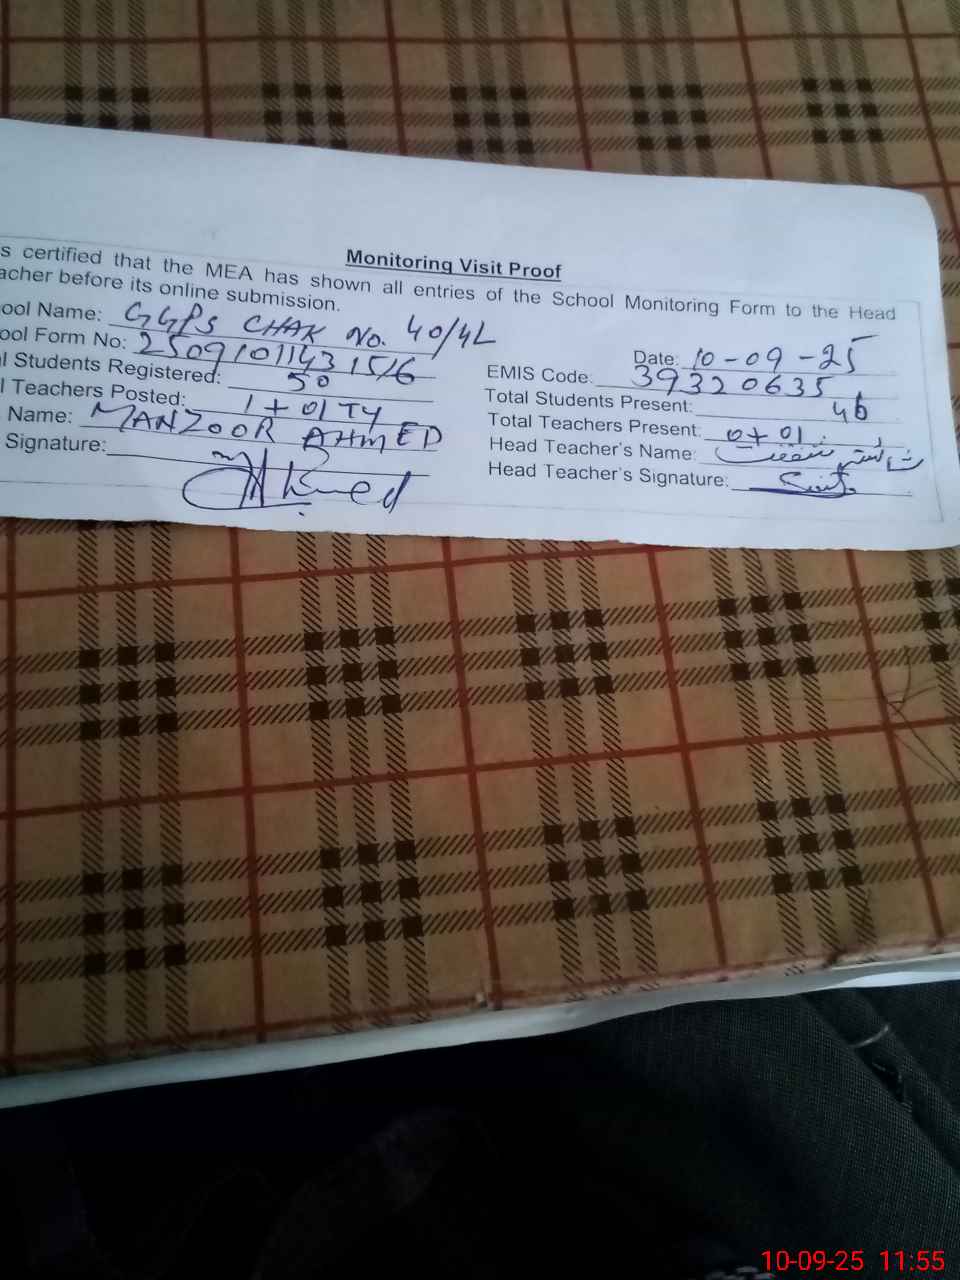 Monitoring Visit Proof
s certified that the MEA has shown all entries of the School Monitoring Form to the Head
acher before its online submission.
ool Name: GGPS CHAK No. 40/4L
ool Form No: 2509101143 1516
Date: 10-09-25
l Students Registered: 50
EMIS Code: 39320635
l Teachers Posted: 1+01 TY
Total Students Present: 46
Name: MANZOOR AHMED
Total Teachers Present: 0+01
Signature: Ahmed
Head Teacher's Name:
Head Teacher's Signature:
10-09-25 11:55